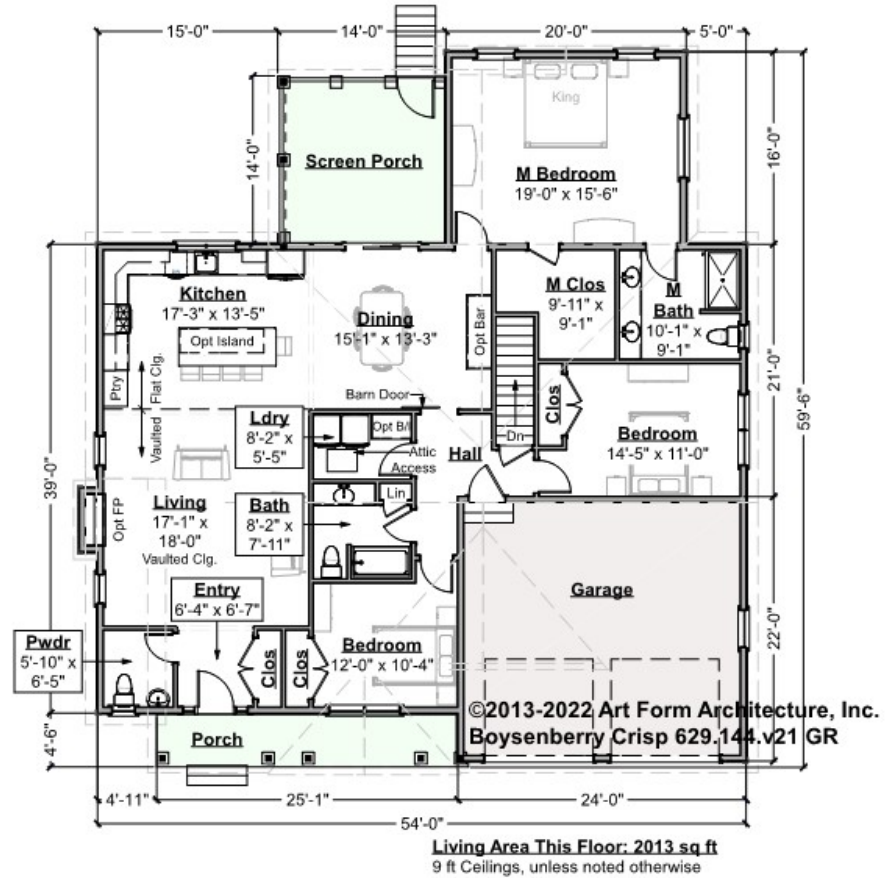 15'-0"
14'-0"
20'-0"
5'-0"
King
14'-0"
Screen Porch
M Bedroom
19'-0" x 15'-6"
16'-0"
Kitchen
17'-3" x 13'-5"
Opt Island
Dining
15'-1" x 13'-3"
Opt Bar
M Clos
9'-11" x
9'-1"
M
Bath
10'-1" x
9'-1"
Ptry
Flat Clg.
Vaulted
Barn Door
Ldry
8'-2" x
5'-5"
Opt B/I
Attic
Access
Hall
Dn
Clos
Bedroom
14'-5" x 11'-0"
21'-0"
59'-6"
39'-0"
Opt FP
Living
17'-1" x
18'-0"
Vaulted Clg.
Bath
8'-2" x
7'-11"
Lin
Garage
Entry
6'-4" x 6'-7"
Pwdr
5'-10" x
6'-5"
Clos
Clos
Bedroom
12'-0" x 10'-4"
22'-0"
©2013-2022 Art Form Architecture, Inc.
Boysenberry Crisp 629.144.v21 GR
Porch
4'-6"
4'-11"
25'-1"
24'-0"
54'-0"
Living Area This Floor: 2013 sq ft
9 ft Ceilings, unless noted otherwise